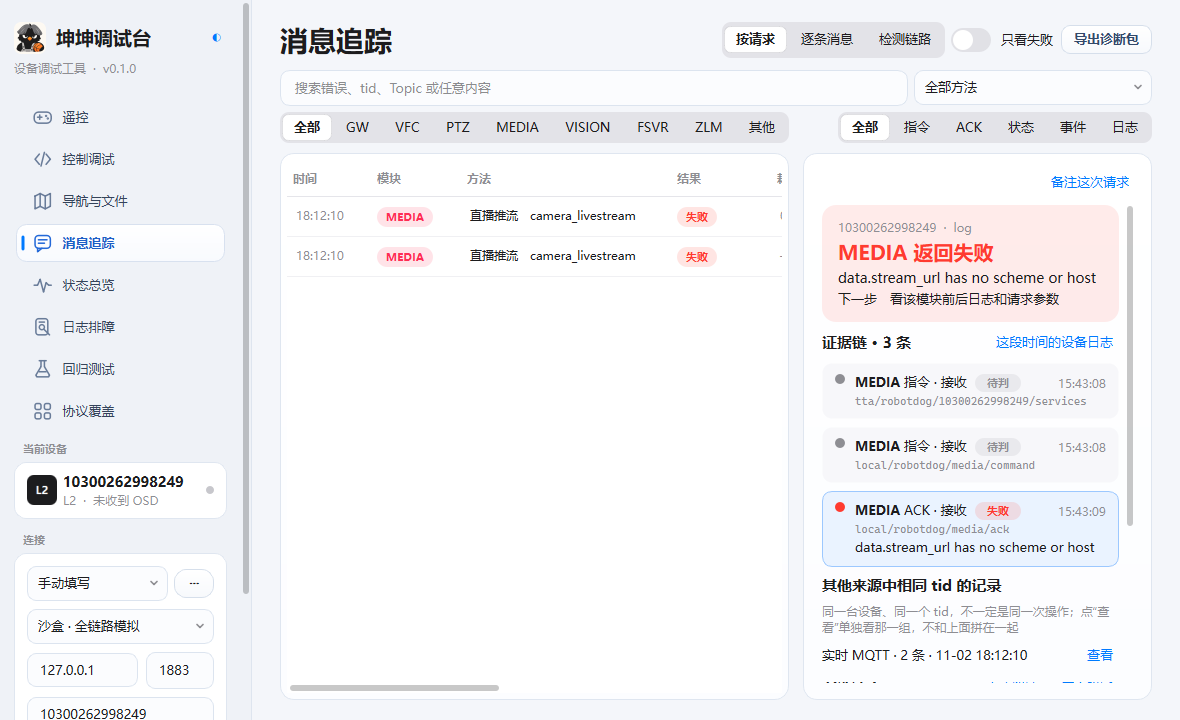 坤坤调试台
设备调试工具 · v0.1.0
遥控
控制调试
导航与文件
消息追踪
状态总览
日志排障
回归测试
协议覆盖
当前设备
L2
10300262998249
L2 · 未收到 OSD
连接
手动填写
···
沙盒 · 全链路模拟
127.0.0.1 1883
10300262998249
消息追踪
按请求 逐条消息 检测链路 只看失败 导出诊断包
搜索错误、tid、Topic 或任意内容 全部方法
全部 GW VFC PTZ MEDIA VISION FSVR ZLM 其他
全部 指令 ACK 状态 事件 日志
时间 模块 方法 结果
18:12:10 MEDIA 直播推流 camera_livestream 失败
18:12:10 MEDIA 直播推流 camera_livestream 失败
备注这次请求
10300262998249 · log
MEDIA 返回失败
data.stream_url has no scheme or host
下一步 看该模块前后日志和请求参数
证据链 • 3 条 这段时间的设备日志
MEDIA 指令 · 接收 待判 15:43:08
tta/robotdog/10300262998249/services
MEDIA 指令 · 接收 待判 15:43:08
local/robotdog/media/command
MEDIA ACK · 接收 失败 15:43:09
local/robotdog/media/ack
data.stream_url has no scheme or host
其他来源中相同 tid 的记录
同一台设备、同一个 tid，不一定是同一次操作；点“查
看”单独看那一组，不和上面拼在一起
实时 MQTT · 2 条 · 11-02 18:12:10 查看